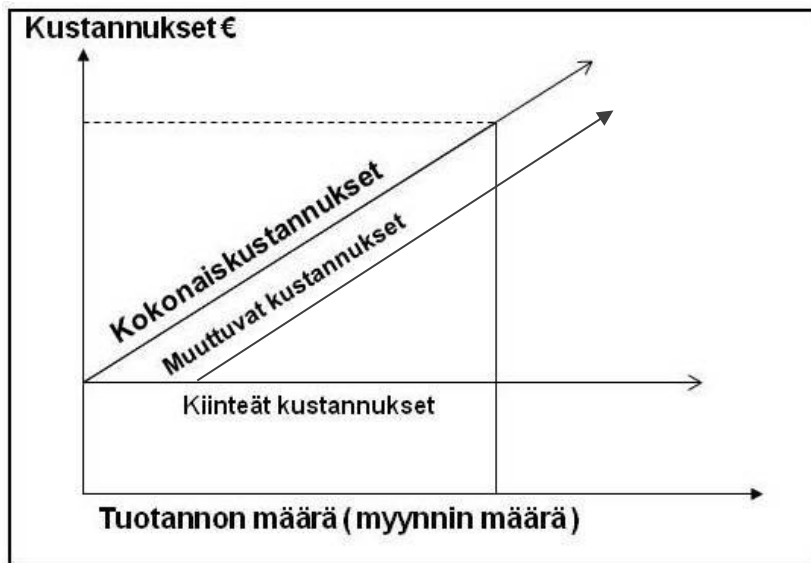 Kustannukset €
Kokonaiskustannukset
Muuttuvat kustannukset
Kiinteät kustannukset
Tuotannon määrä ( myynnin määrä )